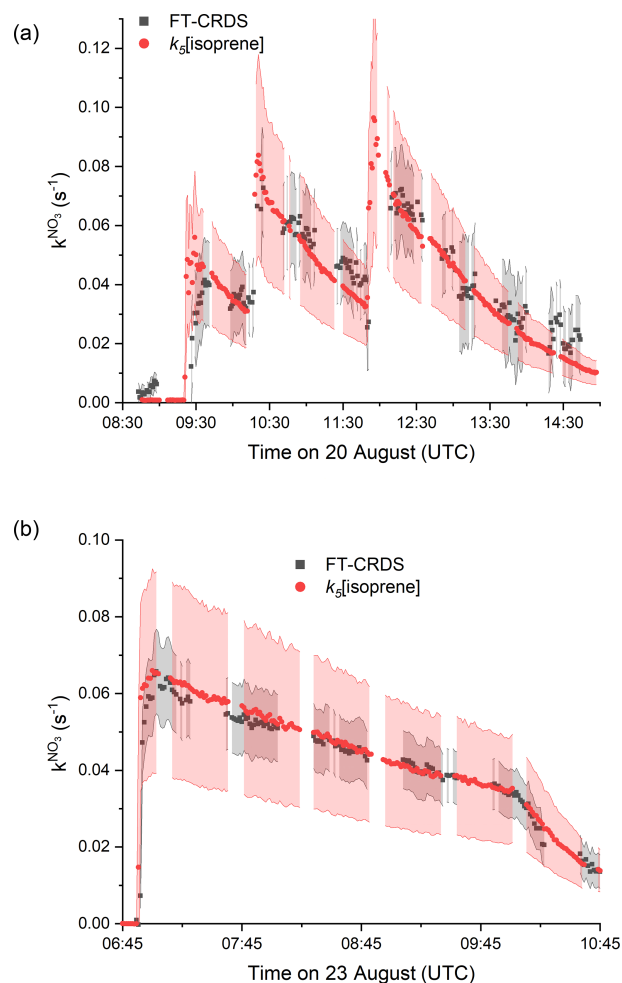 (a)
FT-CRDS
k₅[isoprene]
0.12
0.10
0.08
0.06
0.04
0.02
0.00
kᴺᴼ³ (s⁻¹)
08:30 09:30 10:30 11:30 12:30 13:30 14:30
Time on 20 August (UTC)
(b)
FT-CRDS
k₅[isoprene]
0.10
0.08
0.06
0.04
0.02
0.00
kᴺᴼ³ (s⁻¹)
06:45 07:45 08:45 09:45 10:45
Time on 23 August (UTC)